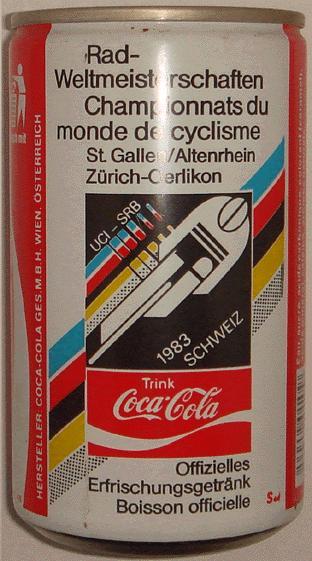 Rad-
Weltmeisterschaften
Championnats du
monde de cyclisme
St. Gallen/Altenrhein
Zürich-Oerlikon
UCI - SRB
1983
SCHWEIZ
Trink
Coca-Cola
Offizielles
Erfrischungsgetränk
Boisson officielle
HERSTELLER: COCA-COLA GES. M. B. H. WIEN, ÖSTERREICH